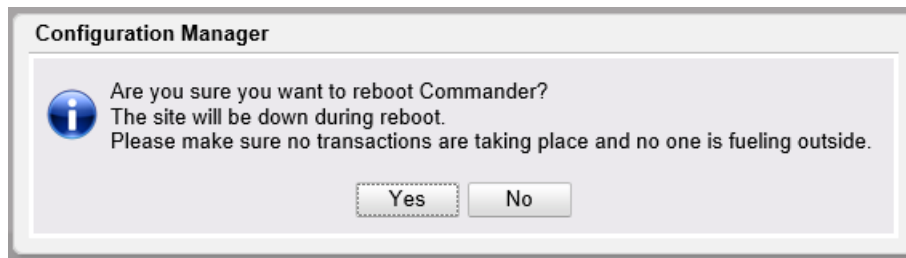 Configuration Manager
Are you sure you want to reboot Commander?
The site will be down during reboot.
Please make sure no transactions are taking place and no one is fueling outside.
Yes No